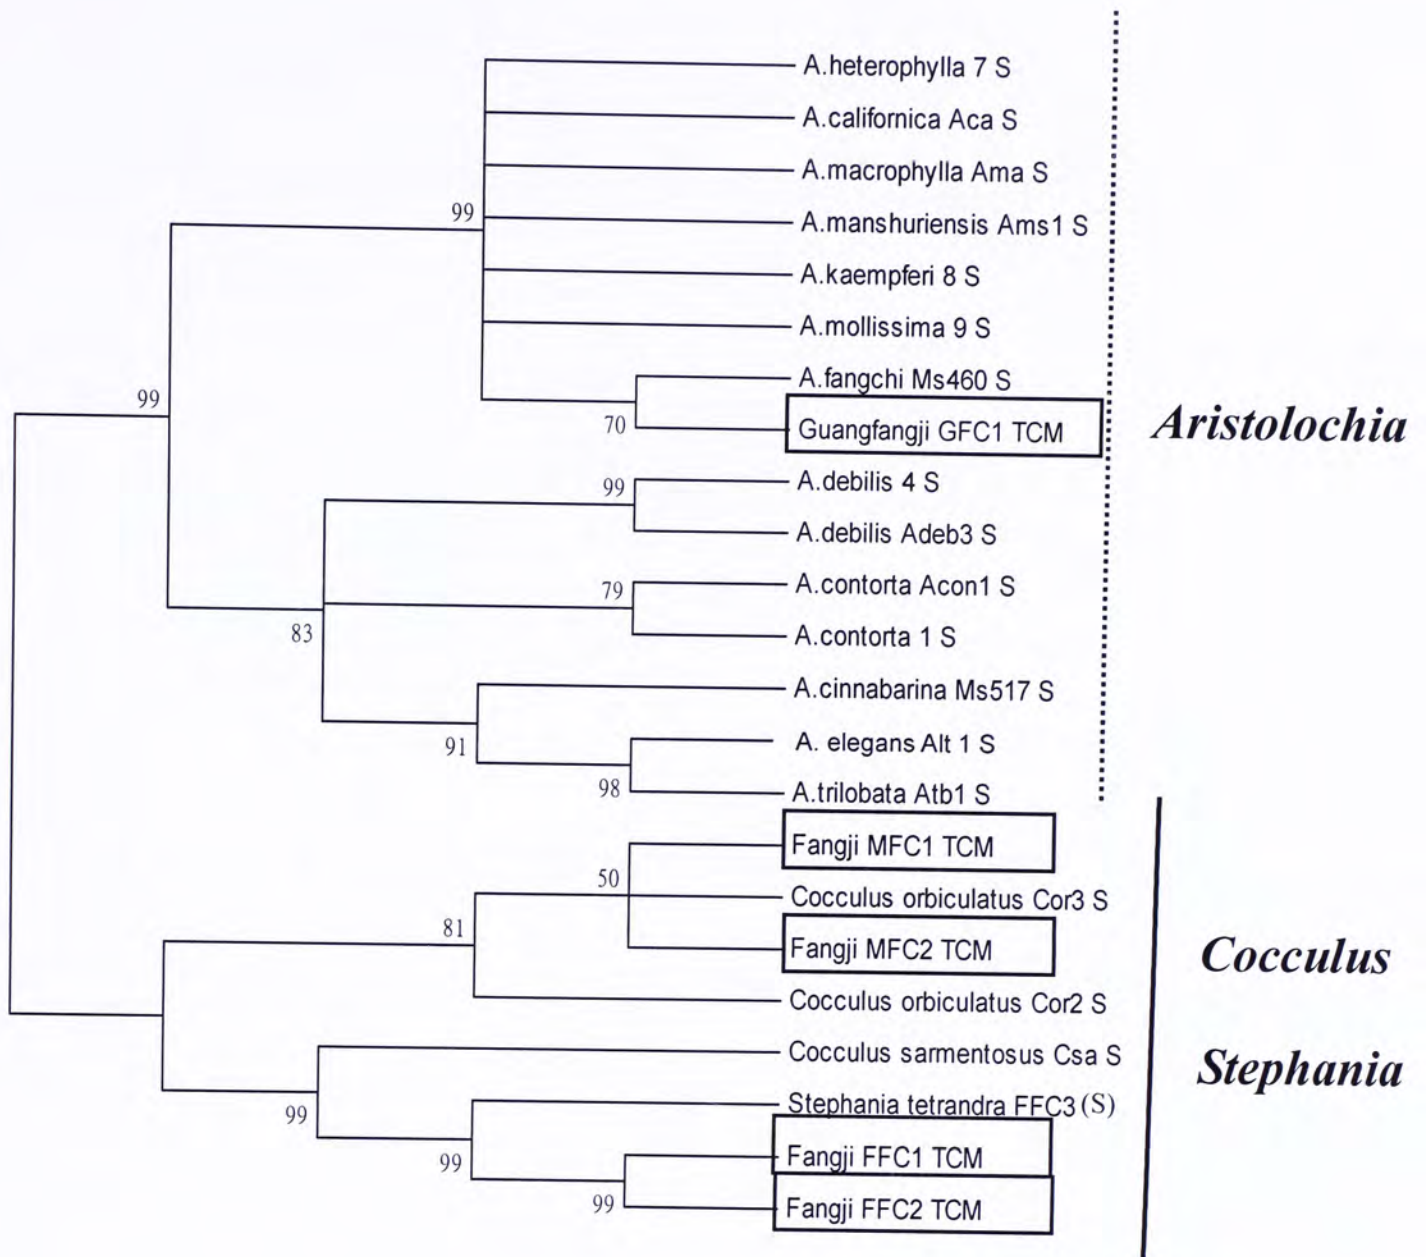 A.heterophylla 7 S
A.californica Aca S
A.macrophylla Ama S
99
A.manshuriensis Ams1 S
A.kaempferi 8 S
A.mollissima 9 S
A.fangchi Ms460 S
99
70
Guangfangji GFC1 TCM
Aristolochia
99
A.debilis 4 S
A.debilis Adeb3 S
79
A.contorta Acon1 S
83
A.contorta 1 S
A.cinnabarina Ms517 S
91
A. elegans Alt 1 S
98
A.trilobata Atb1 S
Fangji MFC1 TCM
50
Cocculus orbiculatus Cor3 S
81
Fangji MFC2 TCM
Cocculus
Cocculus orbiculatus Cor2 S
Cocculus sarmentosus Csa S
Stephania
99
Stephania tetrandra FFC3 (S)
99
Fangji FFC1 TCM
99
Fangji FFC2 TCM